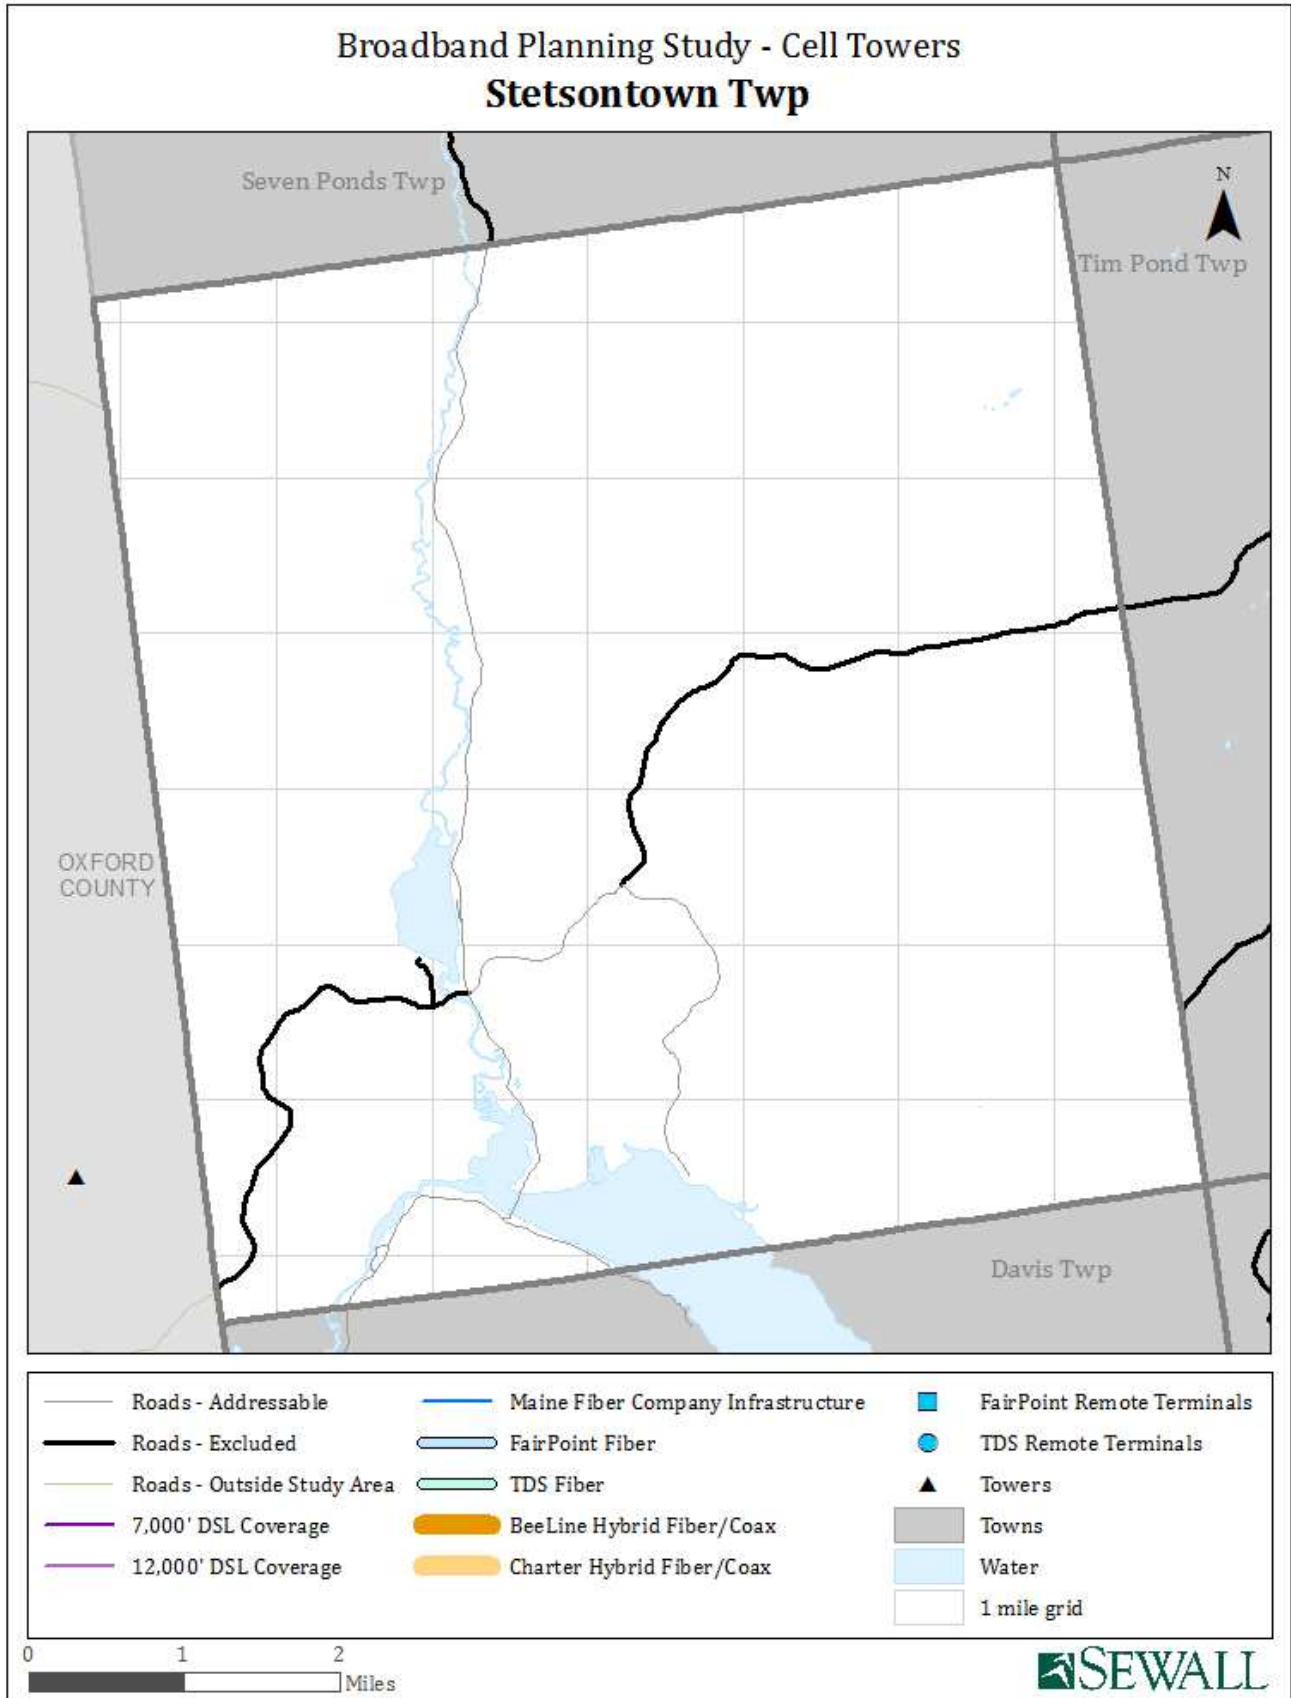 Broadband Planning Study - Cell Towers
Stetsontown Twp
Seven Ponds Twp
N
Tim Pond Twp
OXFORD
COUNTY
Davis Twp
Roads - Addressable
Roads - Excluded
Roads - Outside Study Area
7,000' DSL Coverage
12,000' DSL Coverage
Maine Fiber Company Infrastructure
FairPoint Fiber
TDS Fiber
BeeLine Hybrid Fiber/Coax
Charter Hybrid Fiber/Coax
FairPoint Remote Terminals
TDS Remote Terminals
Towers
Towns
Water
1 mile grid
0 1 2
Miles
SEWALL